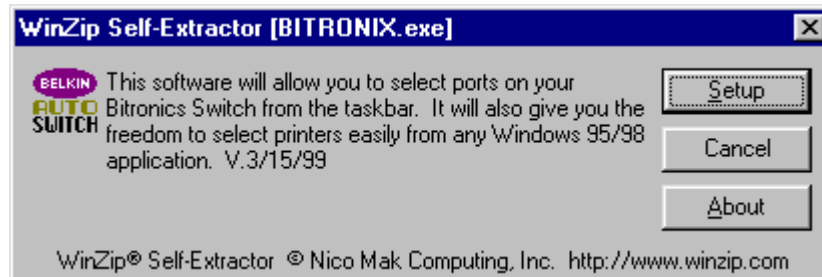 WinZip Self-Extractor [BITRONIX.exe]
BELKIN
AUTO
SWITCH
This software will allow you to select ports on your
Bitronics Switch from the taskbar.  It will also give you the
freedom to select printers easily from any Windows 95/98
application.  V.3/15/99
Setup
Cancel
About
WinZip® Self-Extractor  © Nico Mak Computing, Inc.  http://www.winzip.com